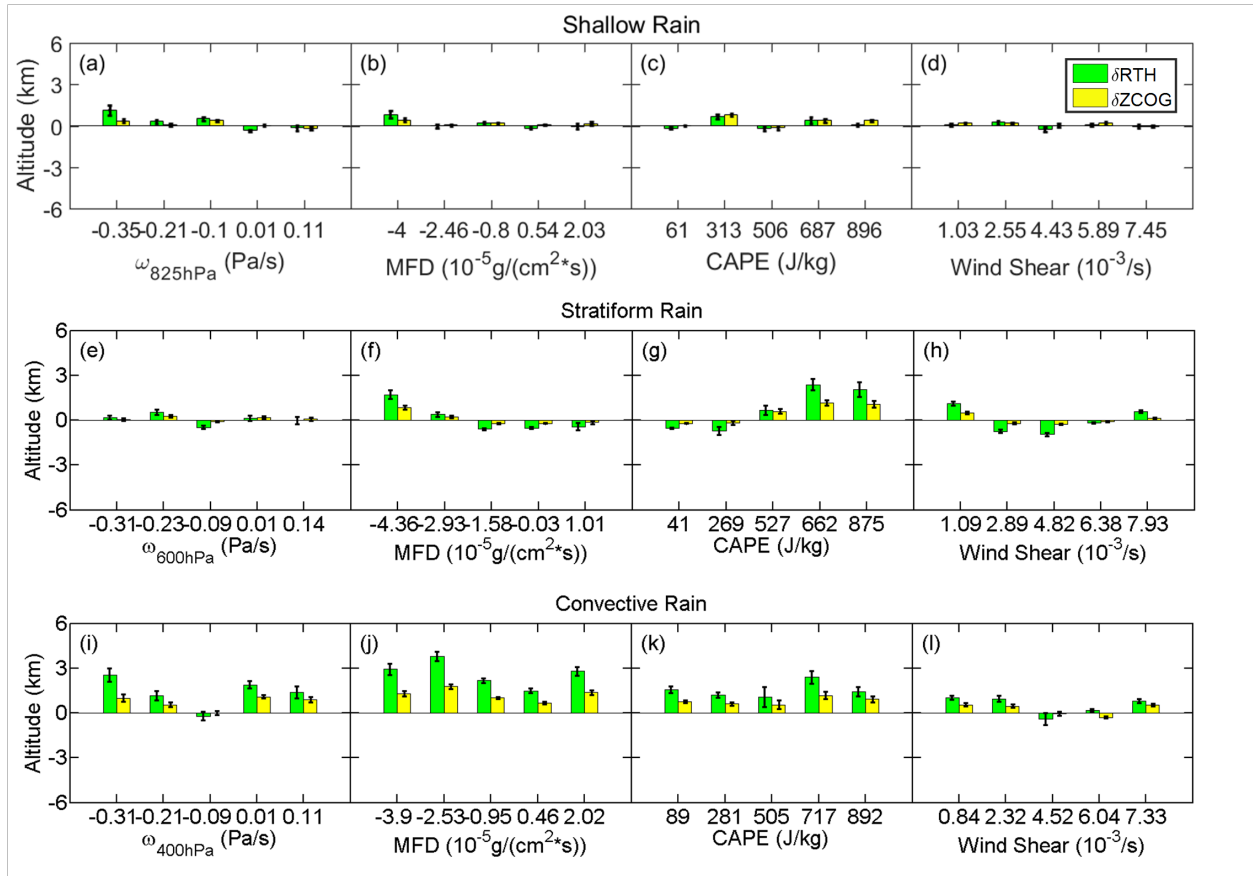 Shallow Rain
6
3
0
-3
-6
Altitude (km)
(a)
(b)
(c)
(d)
δRTH
δZCOG
-0.35 -0.21 -0.1 0.01 0.11
-4 -2.46 -0.8 0.54 2.03
61 313 506 687 896
1.03 2.55 4.43 5.89 7.45
ω825hPa (Pa/s)
MFD (10-5g/(cm2*s))
CAPE (J/kg)
Wind Shear (10-3/s)
Stratiform Rain
6
3
0
-3
-6
Altitude (km)
(e)
(f)
(g)
(h)
-0.31 -0.23 -0.09 0.01 0.14
-4.36 -2.93 -1.58 -0.03 1.01
41 269 527 662 875
1.09 2.89 4.82 6.38 7.93
ω600hPa (Pa/s)
MFD (10-5g/(cm2*s))
CAPE (J/kg)
Wind Shear (10-3/s)
Convective Rain
6
3
0
-3
-6
Altitude (km)
(i)
(j)
(k)
(l)
-0.31 -0.21 -0.09 0.01 0.11
-3.9 -2.53 -0.95 0.46 2.02
89 281 505 717 892
0.84 2.32 4.52 6.04 7.33
ω400hPa (Pa/s)
MFD (10-5g/(cm2*s))
CAPE (J/kg)
Wind Shear (10-3/s)